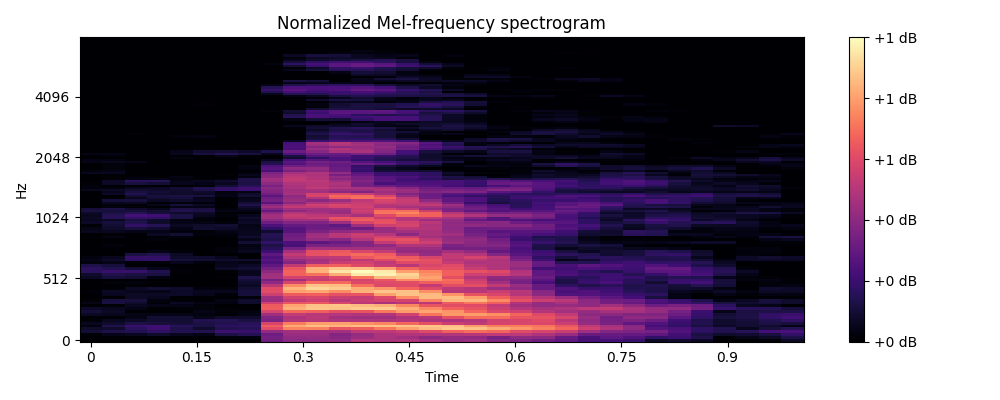 Normalized Mel-frequency spectrogram
Hz
4096
2048
1024
512
0
0 0.15 0.3 0.45 0.6 0.75 0.9
Time
+1 dB
+1 dB
+1 dB
+0 dB
+0 dB
+0 dB